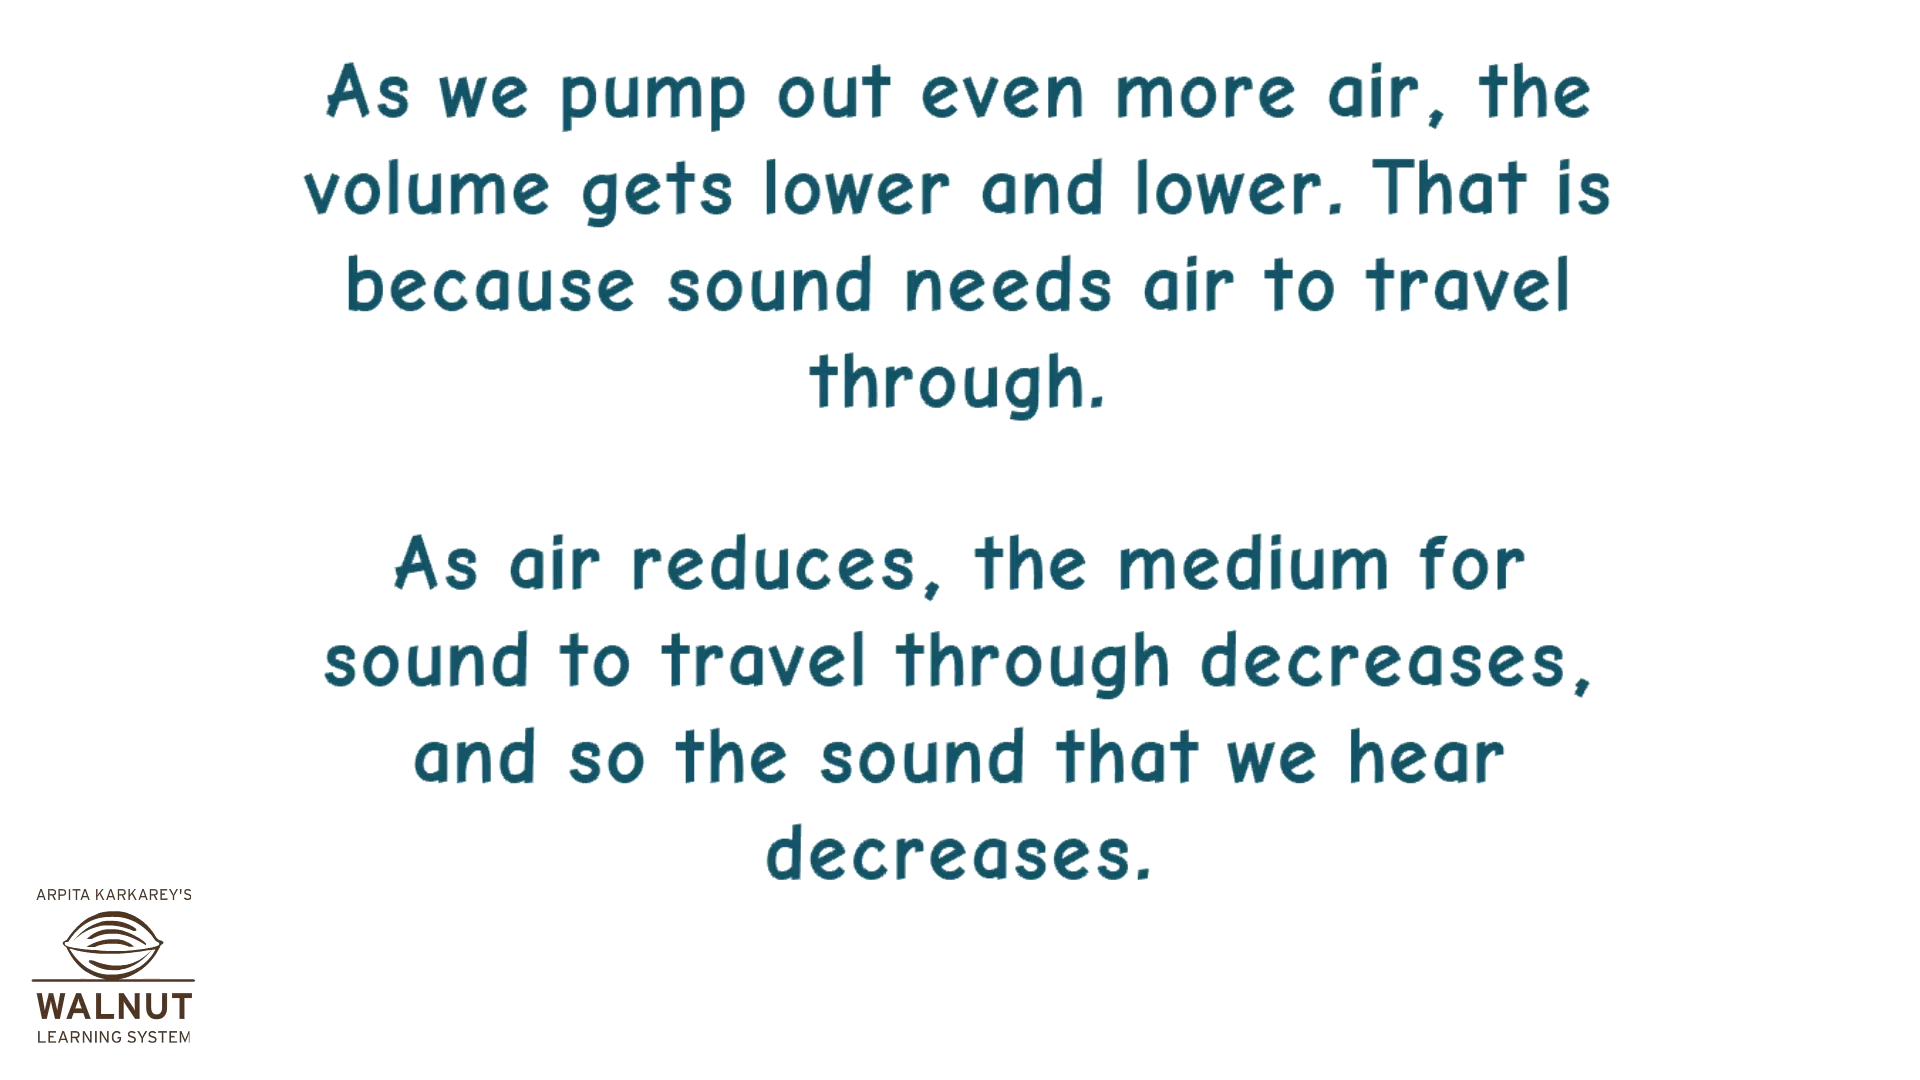 As we pump out even more air, the
volume gets lower and lower. That is
because sound needs air to travel
through.
As air reduces, the medium for
sound to travel through decreases,
and so the sound that we hear
decreases.
ARPITA KARKAREY'S
WALNUT
LEARNING SYSTEM